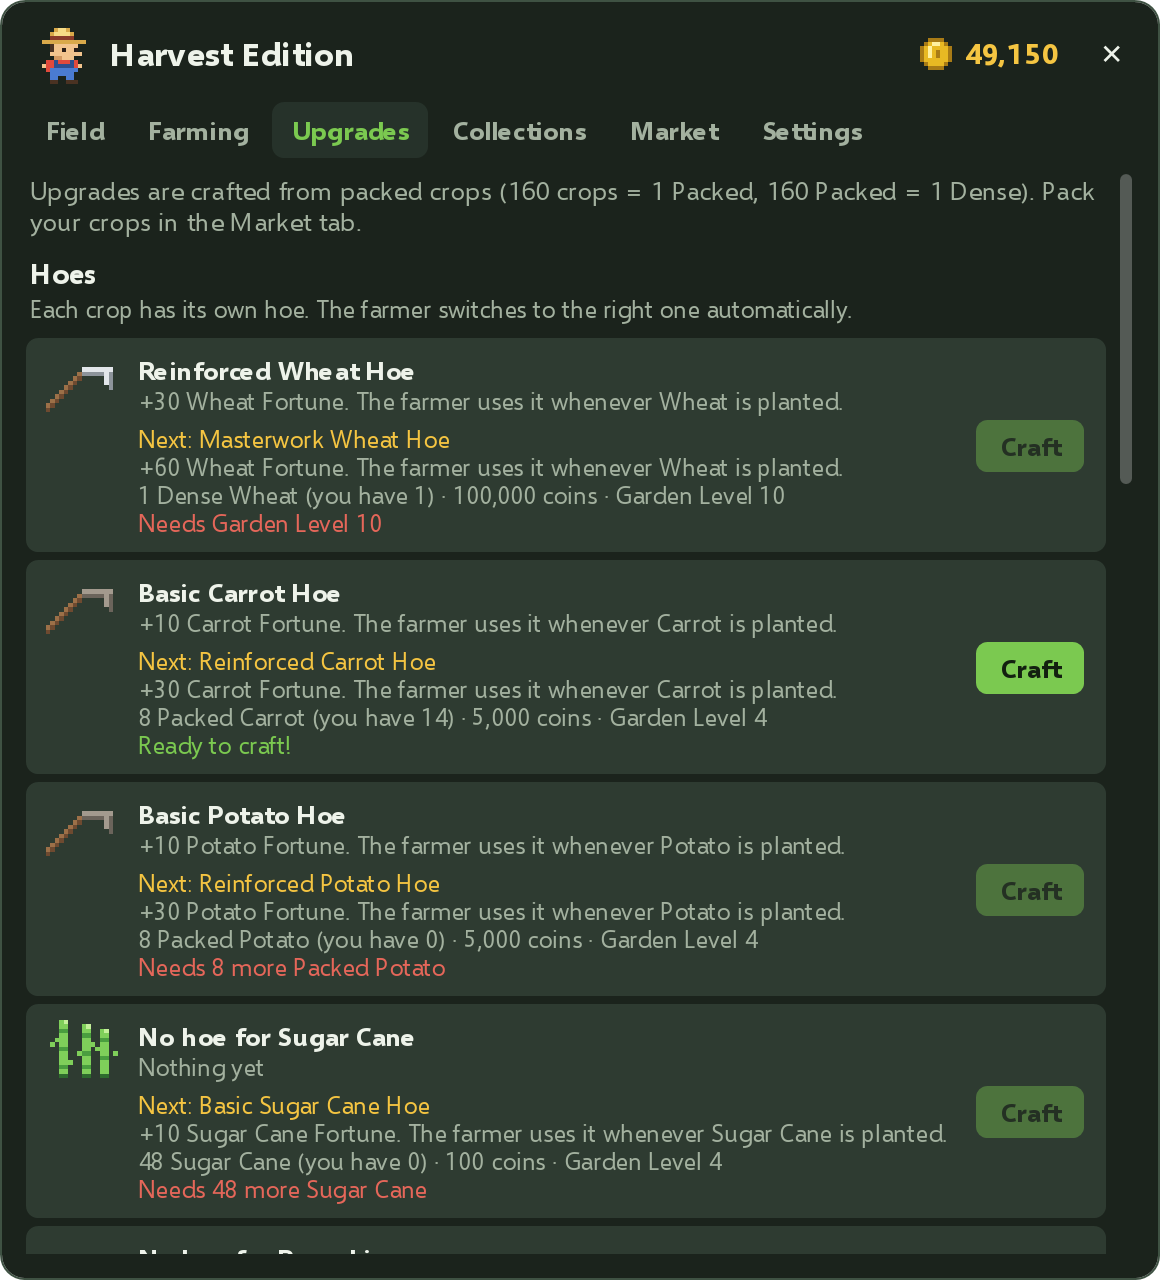 Harvest Edition
49,150
×
Field Farming Upgrades Collections Market Settings
Upgrades are crafted from packed crops (160 crops = 1 Packed, 160 Packed = 1 Dense). Pack
your crops in the Market tab.
Hoes
Each crop has its own hoe. The farmer switches to the right one automatically.
Reinforced Wheat Hoe
+30 Wheat Fortune. The farmer uses it whenever Wheat is planted.
Next: Masterwork Wheat Hoe
+60 Wheat Fortune. The farmer uses it whenever Wheat is planted.
1 Dense Wheat (you have 1) · 100,000 coins · Garden Level 10
Needs Garden Level 10
Craft
Basic Carrot Hoe
+10 Carrot Fortune. The farmer uses it whenever Carrot is planted.
Next: Reinforced Carrot Hoe
+30 Carrot Fortune. The farmer uses it whenever Carrot is planted.
8 Packed Carrot (you have 14) · 5,000 coins · Garden Level 4
Ready to craft!
Craft
Basic Potato Hoe
+10 Potato Fortune. The farmer uses it whenever Potato is planted.
Next: Reinforced Potato Hoe
+30 Potato Fortune. The farmer uses it whenever Potato is planted.
8 Packed Potato (you have 0) · 5,000 coins · Garden Level 4
Needs 8 more Packed Potato
Craft
No hoe for Sugar Cane
Nothing yet
Next: Basic Sugar Cane Hoe
+10 Sugar Cane Fortune. The farmer uses it whenever Sugar Cane is planted.
48 Sugar Cane (you have 0) · 100 coins · Garden Level 4
Needs 48 more Sugar Cane
Craft